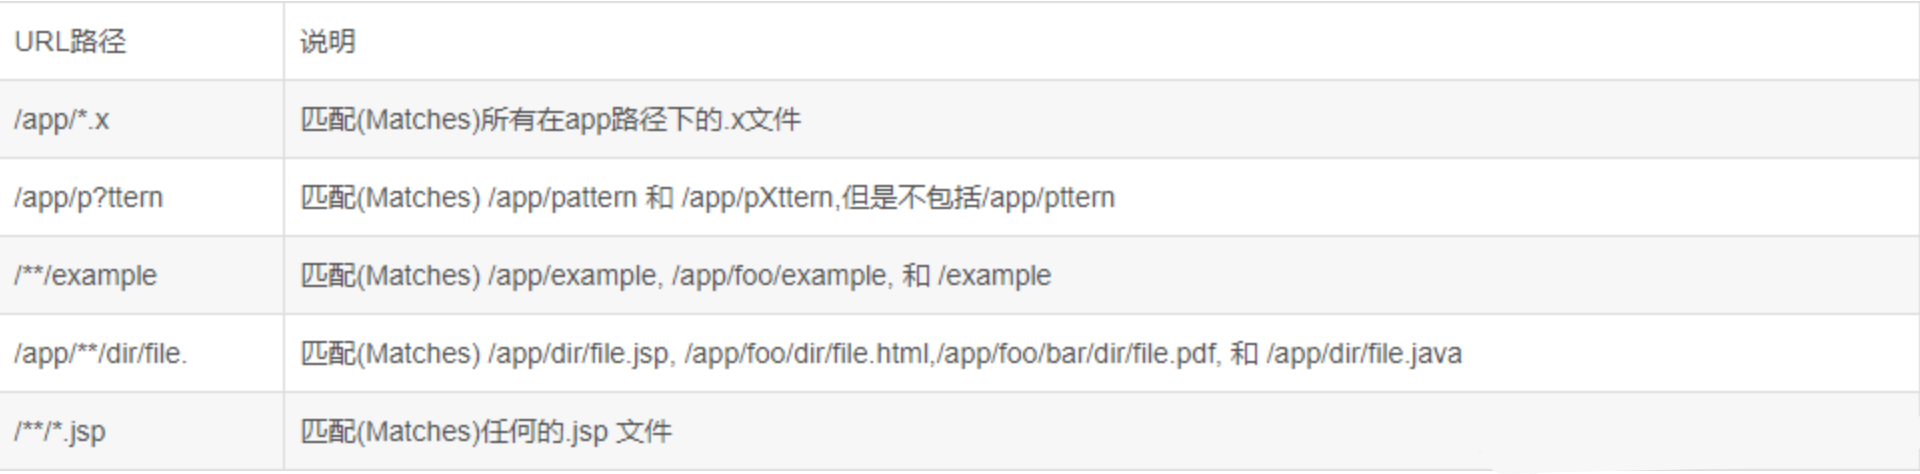 URL路径 说明
/app/*.x 匹配(Matches)所有在app路径下的.x文件
/app/p?ttern 匹配(Matches) /app/pattern 和 /app/pXttern,但是不包括/app/pttern
/**/example 匹配(Matches) /app/example, /app/foo/example, 和 /example
/app/**/dir/file. 匹配(Matches) /app/dir/file.jsp, /app/foo/dir/file.html,/app/foo/bar/dir/file.pdf, 和 /app/dir/file.java
/**/*.jsp 匹配(Matches)任何的.jsp 文件